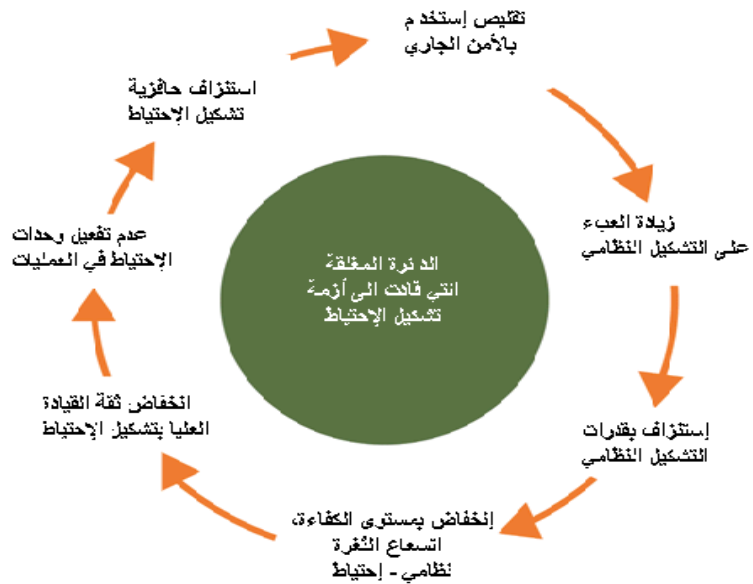 تقليص إستخدم
بالأمن الجاري
زيادة العبء
على التشكيل النظامي
إستنزاف بقدرات
التشكيل النظامي
إنخفاض بمستوى الكفاءة،
اتسعاع الثغرة
نظامي - إحتياط
انخفاض ثقة القيادة
العليا بتشكيل الإحتياط
عدم تفعيل وحدات
الإحتياط في العمليات
استنزاف حافزية
تشكيل الإحتياط
الدائرة المغلقة
التي قادت الى أزمة
تشكيل الإحتياط